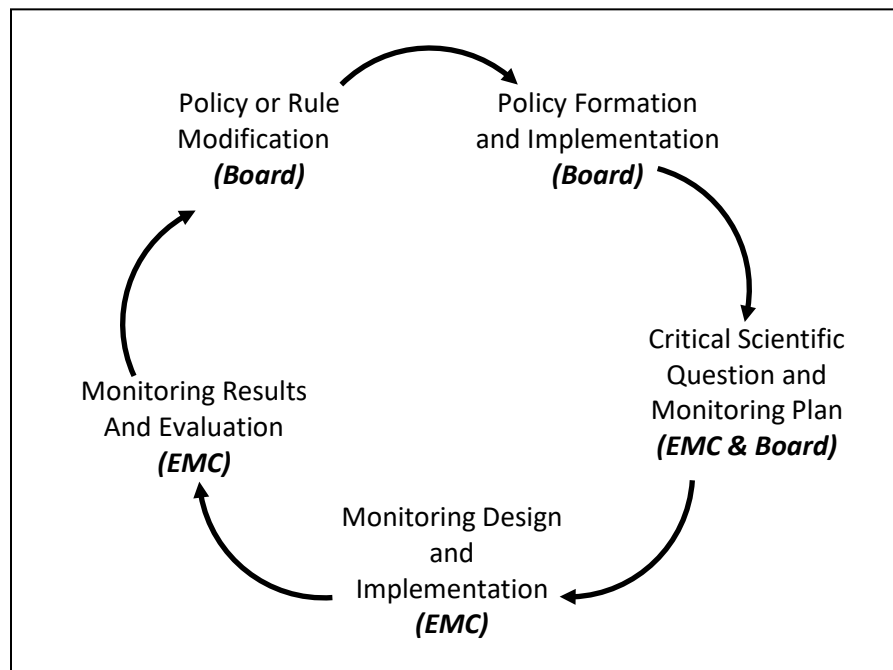 Policy or Rule
Modification
(Board)
Policy Formation
and Implementation
(Board)
Critical Scientific
Question and
Monitoring Plan
(EMC & Board)
Monitoring Design
and
Implementation
(EMC)
Monitoring Results
And Evaluation
(EMC)